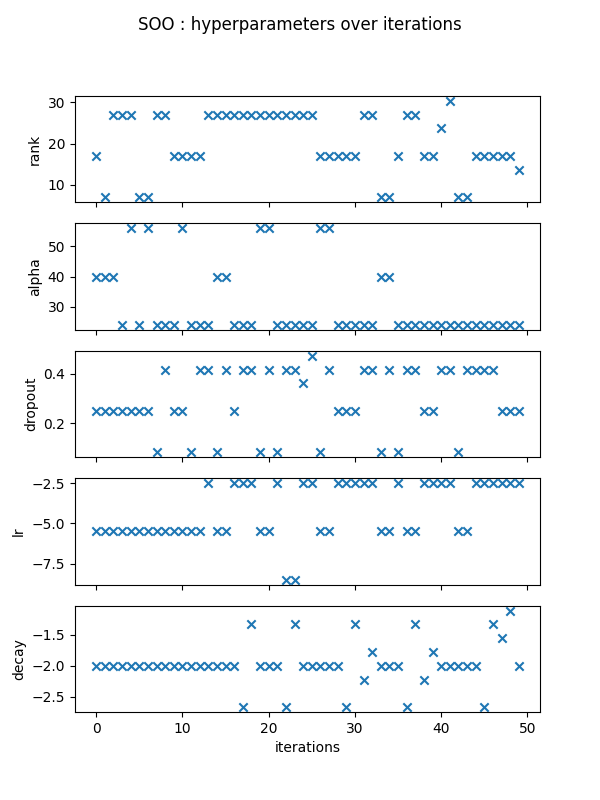 SOO : hyperparameters over iterations
30
20
10
rank
50
40
30
alpha
0.4
0.2
dropout
−2.5
−5.0
−7.5
lr
−1.5
−2.0
−2.5
decay
0 10 20 30 40 50
iterations